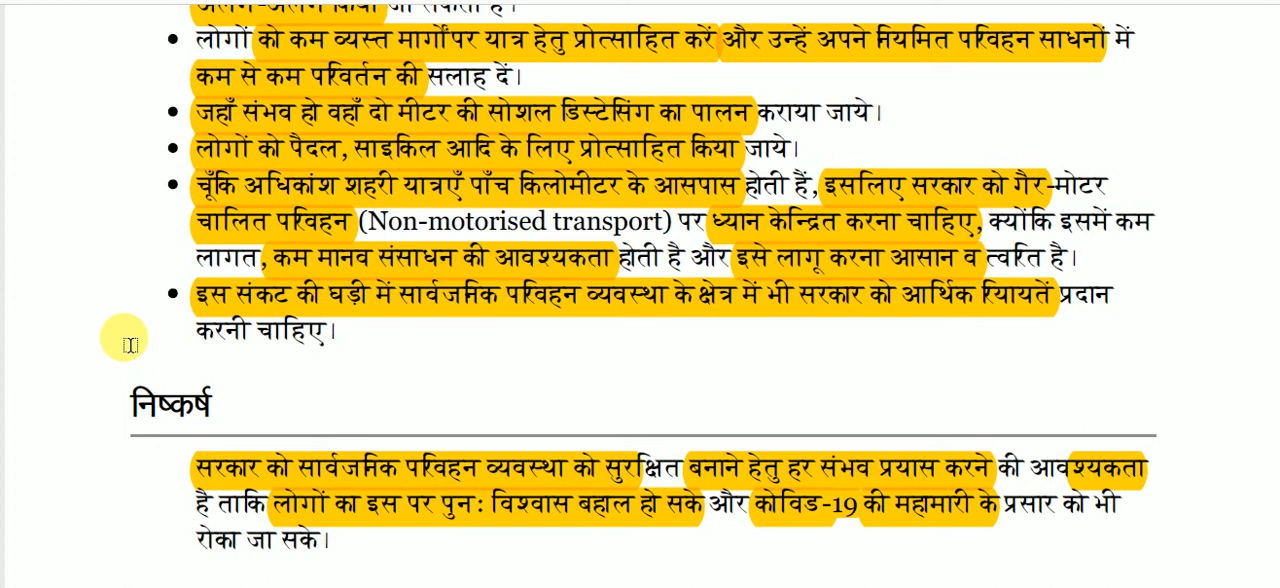 अलग-अलग किया जा सकता है।
• लोगों को कम व्यस्त मार्गों पर यात्र हेतु प्रोत्साहित करें और उन्हें अपने नियमित परिवहन साधनों में
कम से कम परिवर्तन की सलाह दें।
• जहाँ संभव हो वहाँ दो मीटर की सोशल डिस्टेसिंग का पालन कराया जाये।
• लोगों को पैदल, साइकिल आदि के लिए प्रोत्साहित किया जाये।
• चूँकि अधिकांश शहरी यात्रएँ पाँच किलोमीटर के आसपास होती हैं, इसलिए सरकार को गैर-मोटर
चालित परिवहन (Non-motorised transport) पर ध्यान केन्द्रित करना चाहिए, क्योंकि इसमें कम
लागत, कम मानव संसाधन की आवश्यकता होती है और इसे लागू करना आसान व त्वरित है।
• इस संकट की घड़ी में सार्वजनिक परिवहन व्यवस्था के क्षेत्र में भी सरकार को आर्थिक रियायतें प्रदान
करनी चाहिए।
निष्कर्ष
सरकार को सार्वजनिक परिवहन व्यवस्था को सुरक्षित बनाने हेतु हर संभव प्रयास करने की आवश्यकता
है ताकि लोगों का इस पर पुनः विश्वास बहाल हो सके और कोविड-19 की महामारी के प्रसार को भी
रोका जा सके।